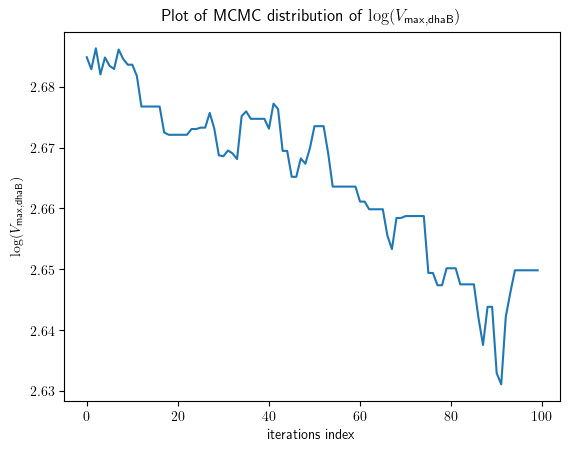 Plot of MCMC distribution of log(V_max,dhaB)
log(V_max,dhaB)
2.68
2.67
2.66
2.65
2.64
2.63
0 20 40 60 80 100
iterations index